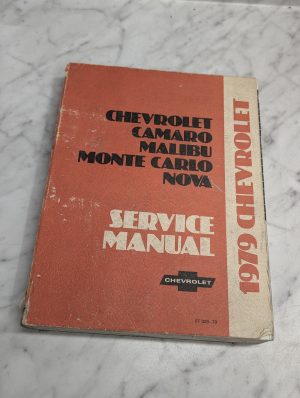 CHEVROLET
CAMARO
MALIBU
MONTE CARLO
NOVA
SERVICE
MANUAL
CHEVROLET
1979 CHEVROLET